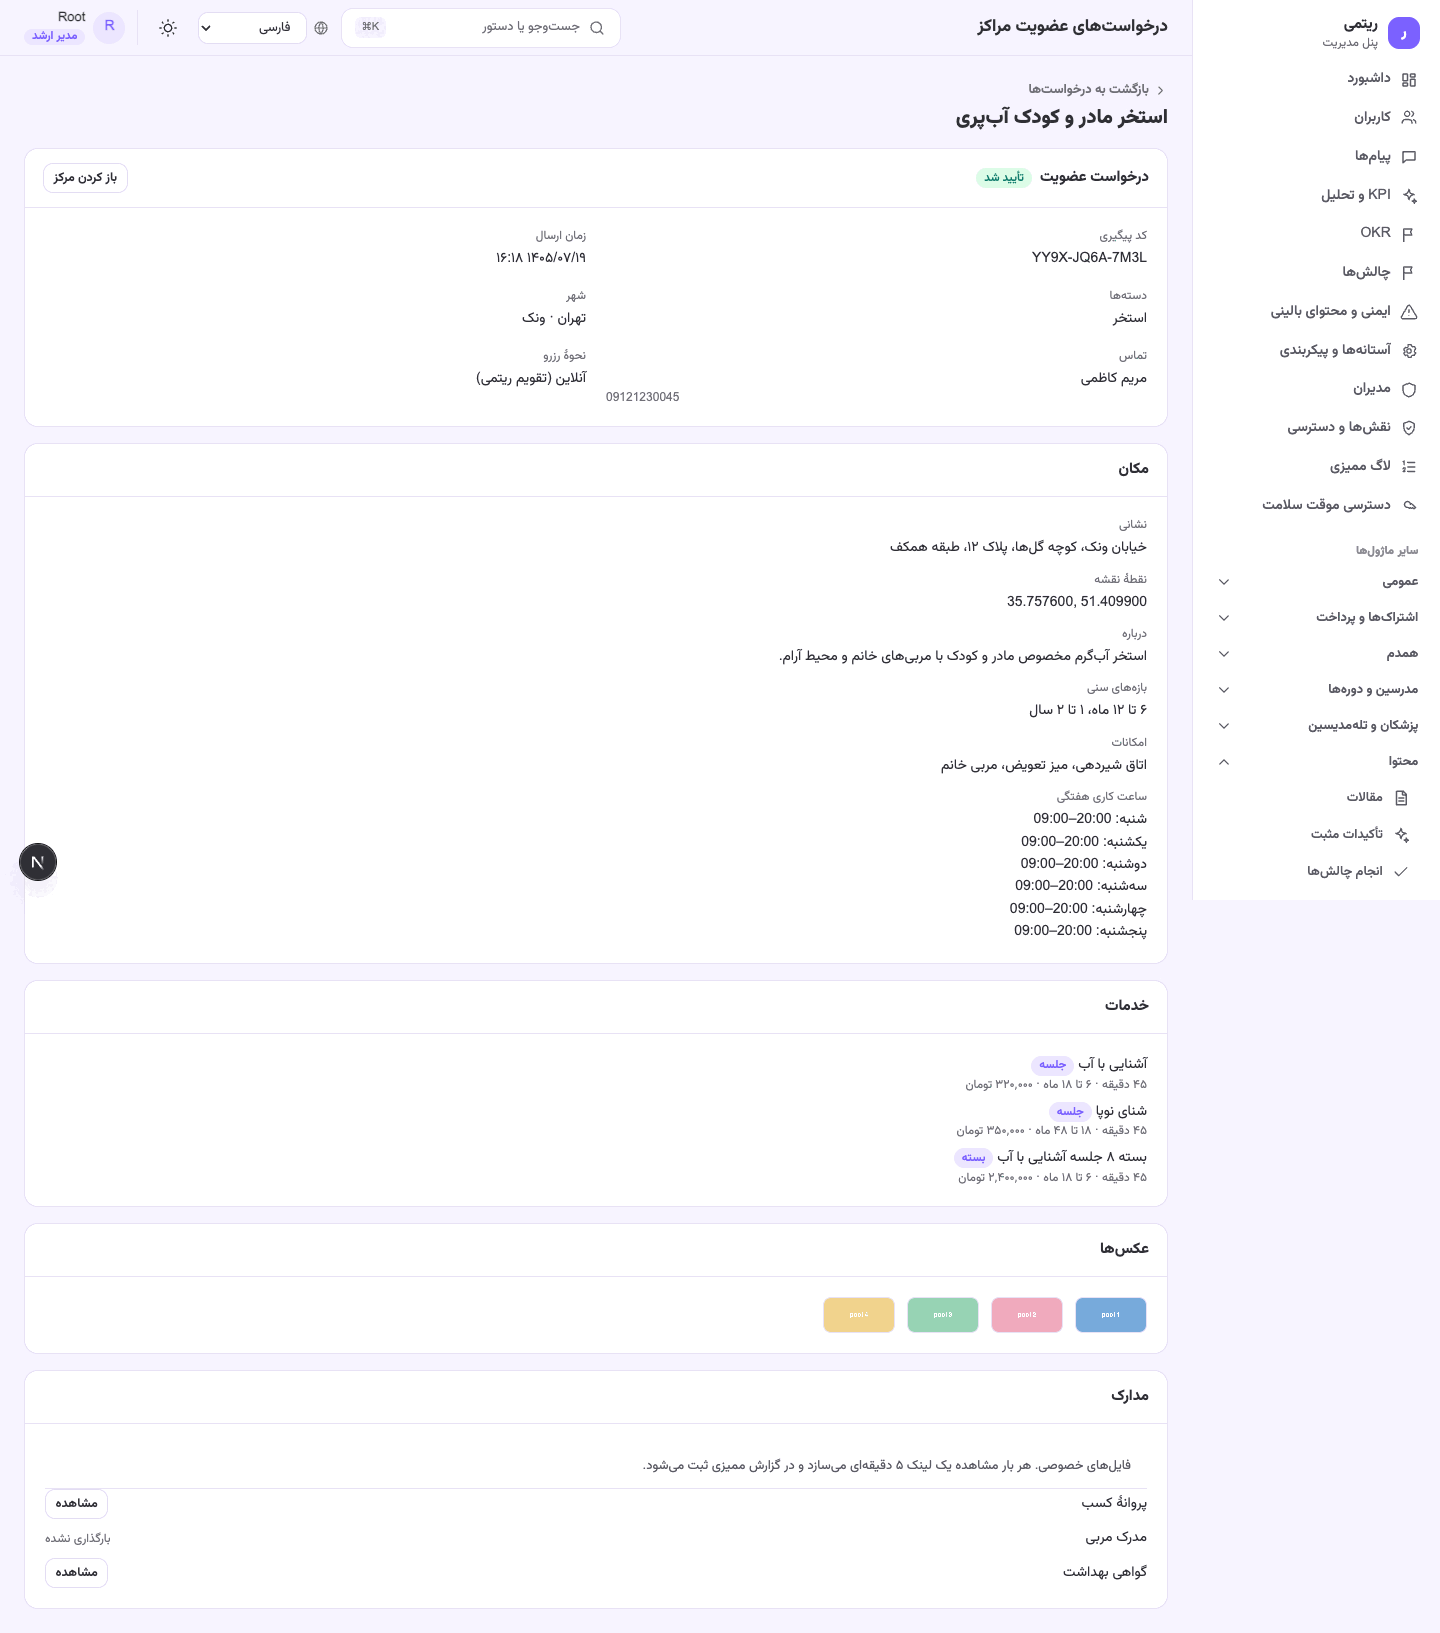 ریتمی
پنل مدیریت
ر
داشبورد
کاربران
پیام‌ها
KPI و تحلیل
OKR
چالش‌ها
ایمنی و محتوای بالینی
آستانه‌ها و پیکربندی
مدیران
نقش‌ها و دسترسی
لاگ ممیزی
دسترسی موقت سلامت
سایر ماژول‌ها
عمومی
اشتراک‌ها و پرداخت
همدم
مدرسین و دوره‌ها
پزشکان و تله‌مدیسین
محتوا
مقالات
تأکیدات مثبت
انجام چالش‌ها
درخواست‌های عضویت مراکز
جست‌وجو یا دستور
⌘K
فارسی
R
Root
مدیر ارشد
بازگشت به درخواست‌ها
استخر مادر و کودک آب‌پری
درخواست عضویت تأیید شد
باز کردن مرکز
کد پیگیری
YY9X-JQ6A-7M3L
زمان ارسال
۱۴۰۵/۰۷/۱۹ ۱۶:۱۸
دسته‌ها
استخر
شهر
تهران · ونک
تماس
مریم کاظمی
09121230045
نحوهٔ رزرو
آنلاین (تقویم ریتمی)
مکان
نشانی
خیابان ونک، کوچه گل‌ها، پلاک ۱۲، طبقه همکف
نقطهٔ نقشه
35.757600, 51.409900
درباره
استخر آب‌گرم مخصوص مادر و کودک با مربی‌های خانم و محیط آرام.
بازه‌های سنی
۶ تا ۱۲ ماه، ۱ تا ۲ سال
امکانات
اتاق شیردهی، میز تعویض، مربی خانم
ساعت کاری هفتگی
شنبه: 09:00–20:00
یکشنبه: 09:00–20:00
دوشنبه: 09:00–20:00
سه‌شنبه: 09:00–20:00
چهارشنبه: 09:00–20:00
پنجشنبه: 09:00–20:00
خدمات
آشنایی با آب جلسه
۴۵ دقیقه · ۶ تا ۱۸ ماه · ۳۲۰,۰۰۰ تومان
شنای نوپا جلسه
۴۵ دقیقه · ۱۸ تا ۴۸ ماه · ۳۵۰,۰۰۰ تومان
بسته ۸ جلسه آشنایی با آب بسته
۴۵ دقیقه · ۶ تا ۱۸ ماه · ۲,۴۰۰,۰۰۰ تومان
عکس‌ها
pool 1
pool 2
pool 3
pool 4
مدارک
فایل‌های خصوصی. هر بار مشاهده یک لینک ۵ دقیقه‌ای می‌سازد و در گزارش ممیزی ثبت می‌شود.
پروانهٔ کسب
مشاهده
مدرک مربی
بارگذاری نشده
گواهی بهداشت
مشاهده
N